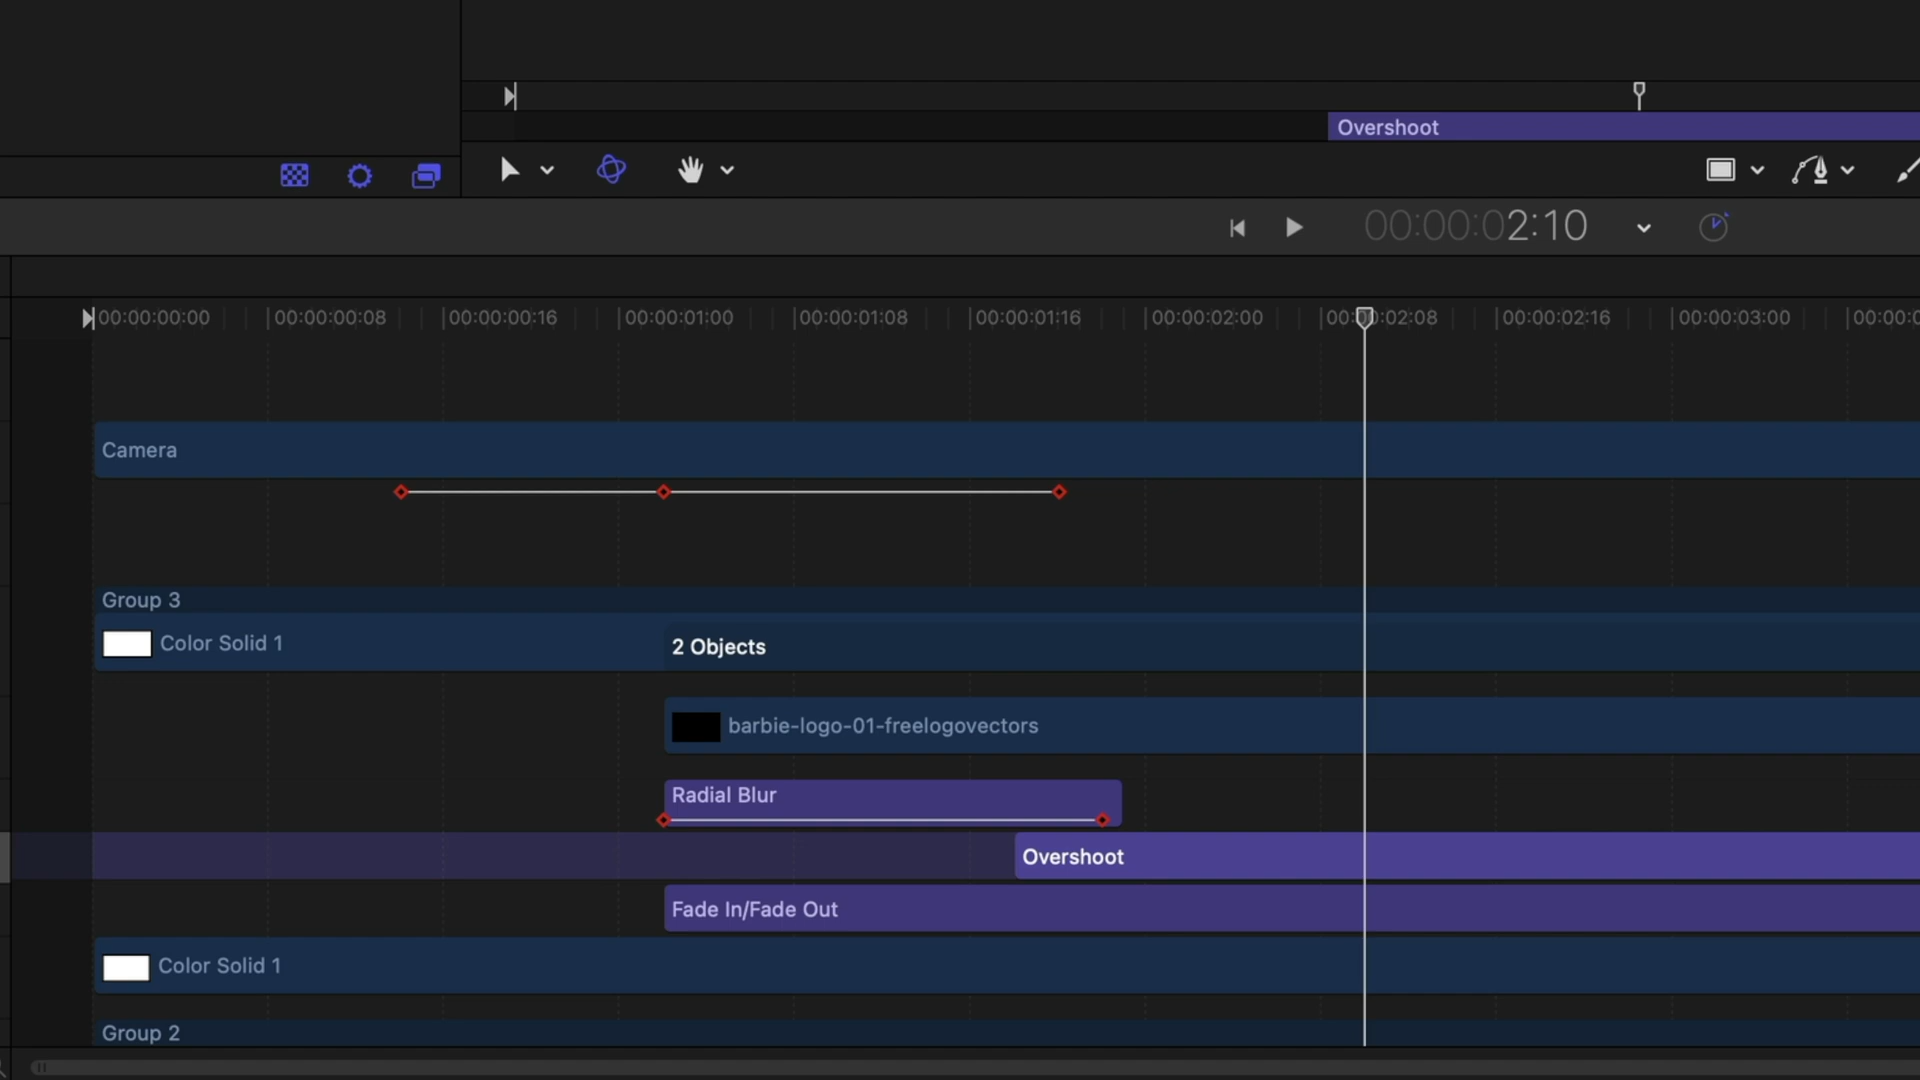 Overshoot
00:00:02:10
00:00:00:00 00:00:00:08 00:00:00:16 00:00:01:00 00:00:01:08 00:00:01:16 00:00:02:00 00:00:02:08 00:00:02:16 00:00:03:00
Camera
Group 3
Color Solid 1
2 Objects
barbie-logo-01-freelogovectors
Radial Blur
Overshoot
Fade In/Fade Out
Color Solid 1
Group 2